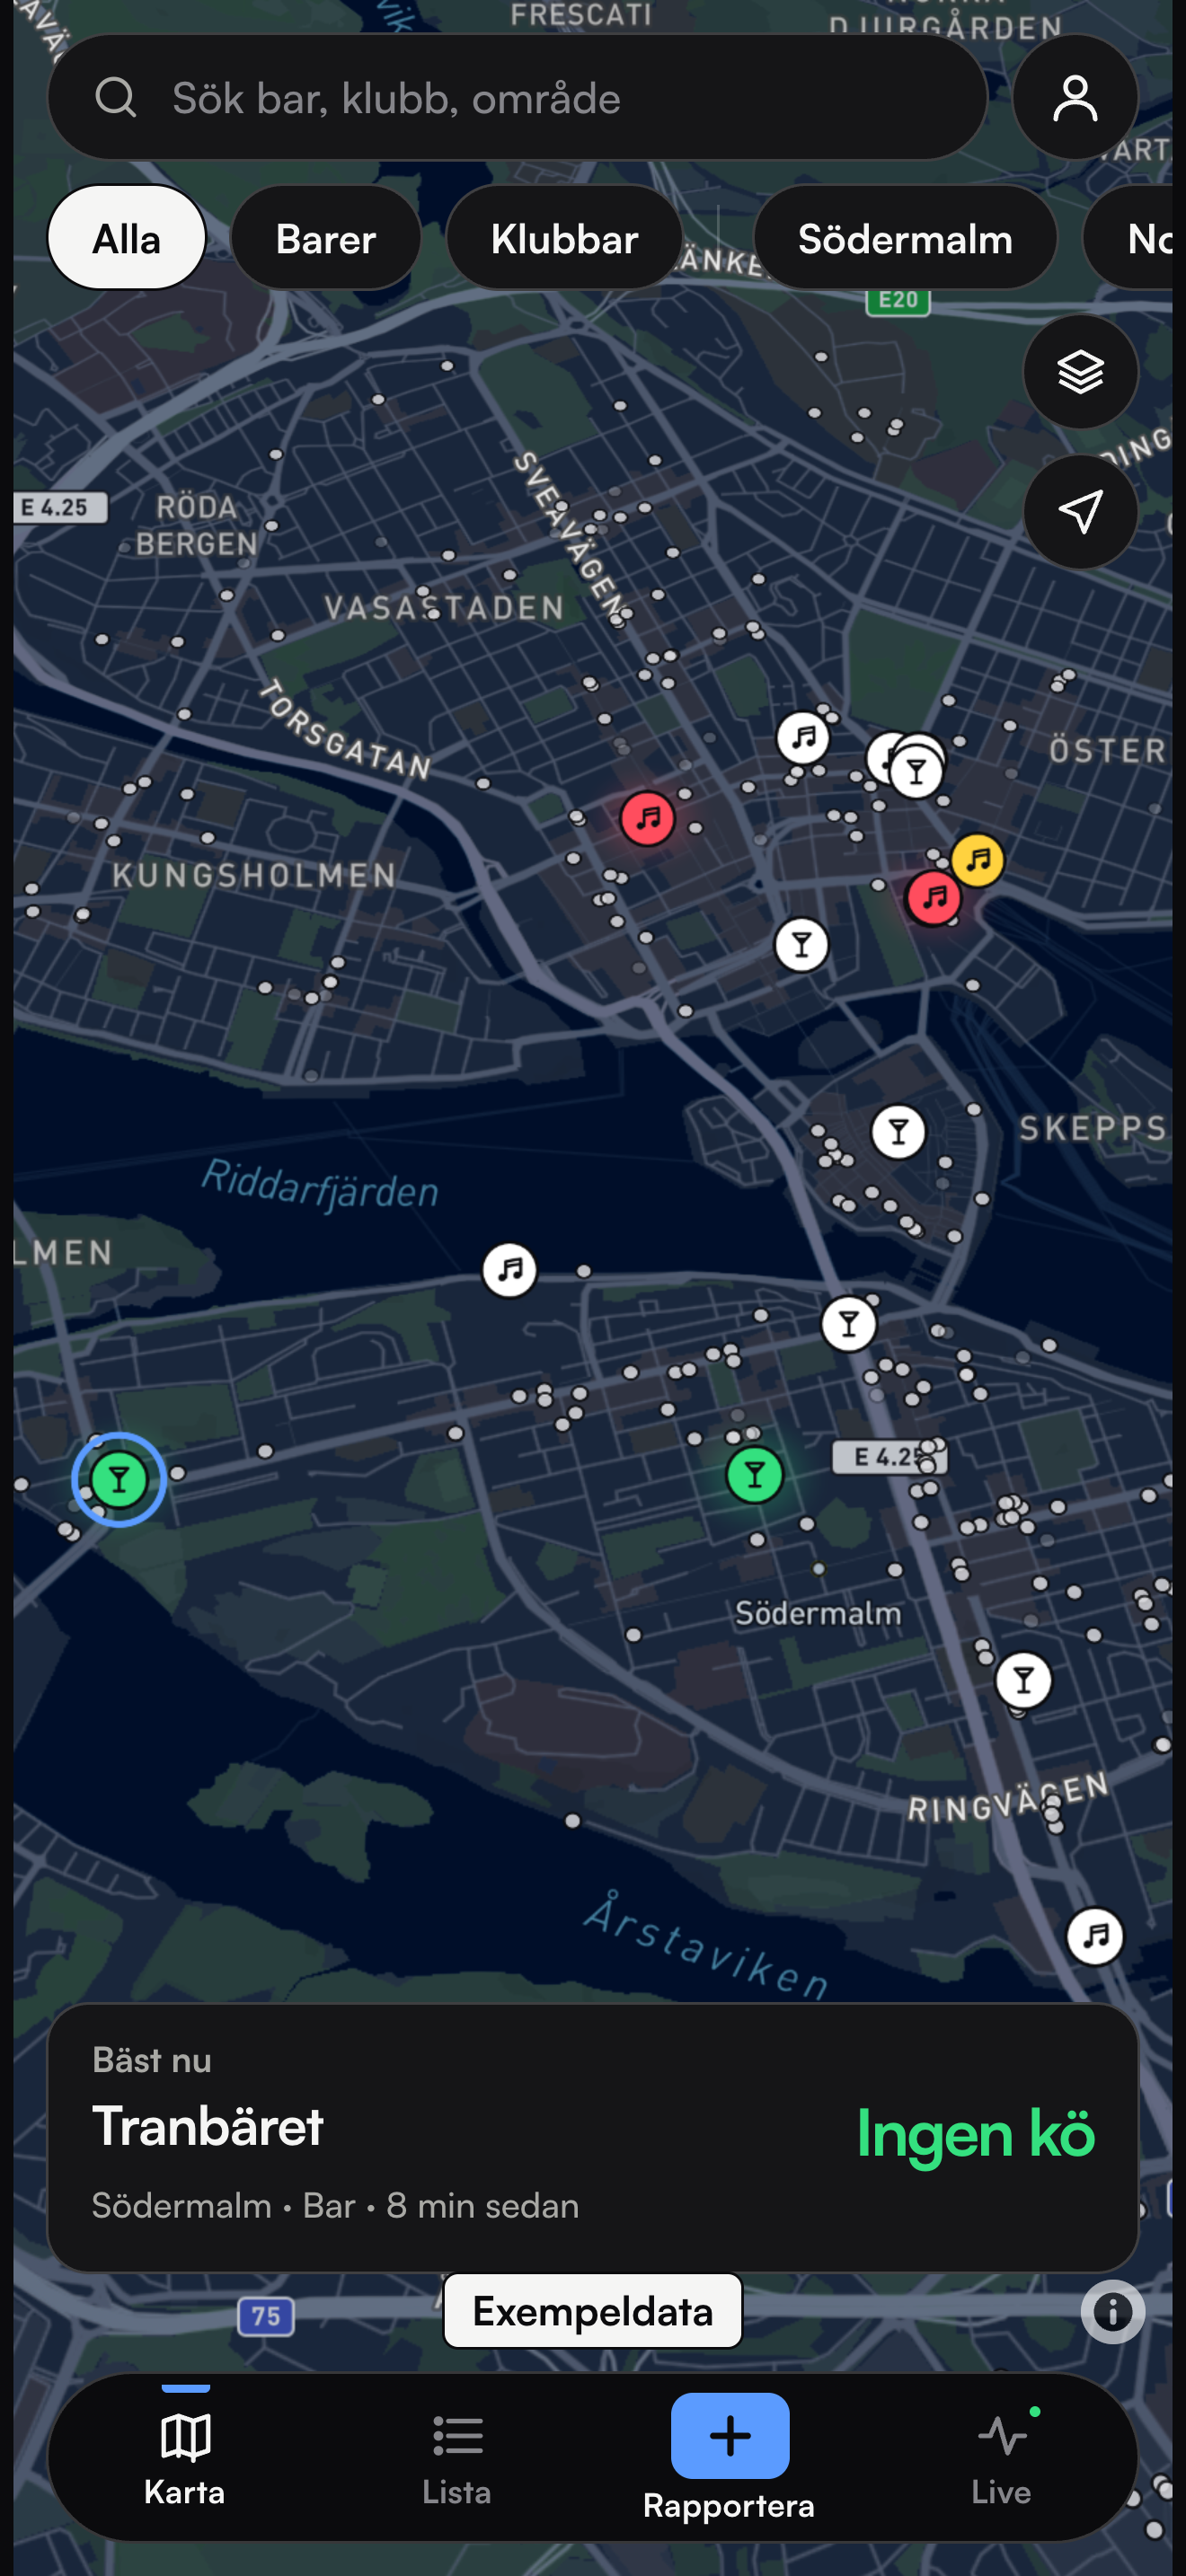 FRESCATI
DJURGÅRDEN
Sök bar, klubb, område
Alla
Barer
Klubbar
Södermalm
E20
E 4.25
RÖDA
BERGEN
SVEAVÄGEN
VASASTADEN
TORSGATAN
ÖSTER
KUNGSHOLMEN
SKEPPS
Riddarfjärden
LMEN
E 4.25
Södermalm
RINGVÄGEN
Årstaviken
Bäst nu
Tranbäret
Ingen kö
Södermalm · Bar · 8 min sedan
Exempeldata
75
Karta
Lista
Rapportera
Live